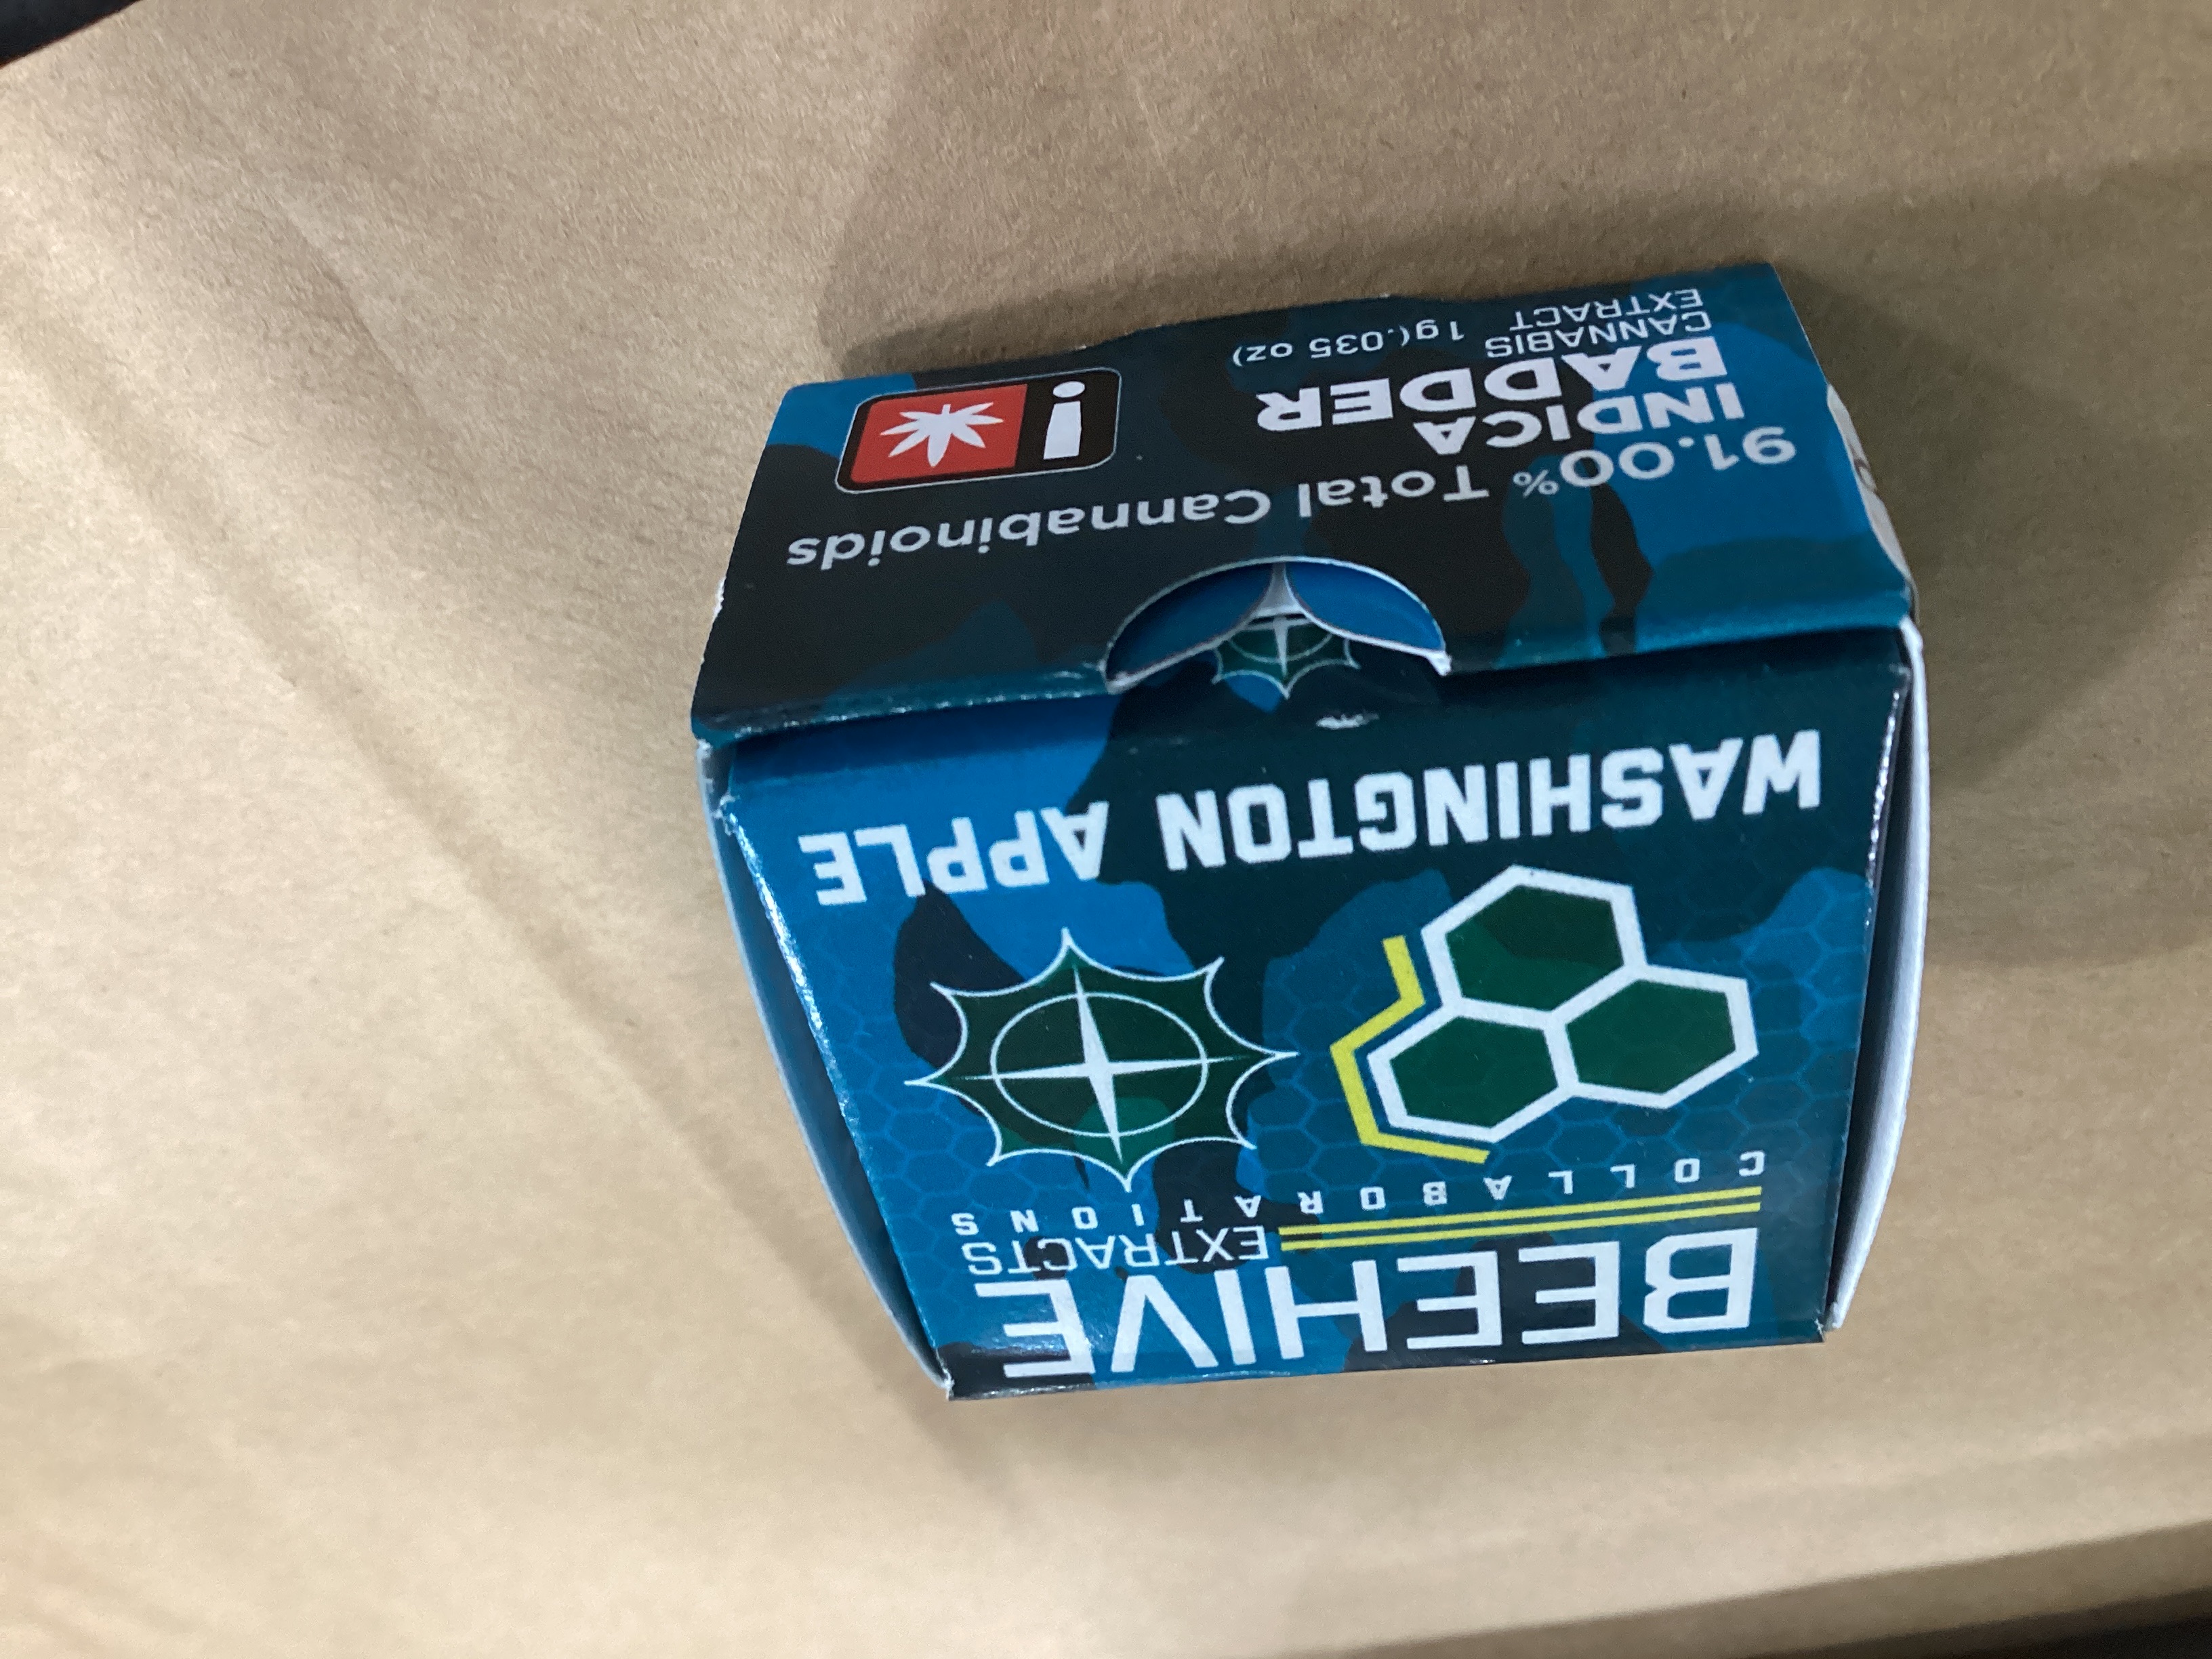 BEEHIVE
EXTRACTS
COLLABORATIONS
WASHINGTON APPLE
91.00% Total Cannabinoids
INDICA
BADDER
CANNABIS
EXTRACT
1g(.035 oz)